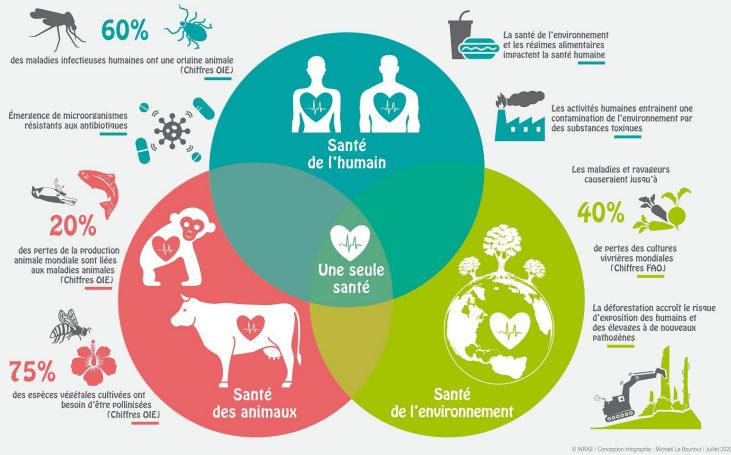 60%
des maladies infectieuses humaines ont une origine animale
(Chiffres OIE)
Émergence de microorganismes
résistants aux antibiotiques
20%
des pertes de la production
animale mondiale sont liées
aux maladies animales
(Chiffres OIE)
75%
des espèces végétales cultivées ont
besoin d'être pollinisées
(Chiffres OIE)
Santé
de l'humain
Une seule
santé
Santé
des animaux
Santé
de l'environnement
La santé de l'environnement
et les régimes alimentaires
impactent la santé humaine
Les activités humaines entrainent une
contamination de l'environnement par
des substances toxiques
Les maladies et ravageurs
causeraient jusqu'à
40%
de pertes des cultures
vivrières mondiales
(Chiffres FAO)
La déforestation accroît le risque
d'exposition des humains et
des élevages à de nouveaux
pathogènes
© INRAE / Conception infographie : Michaël Le Bourlout / Juillet 2020